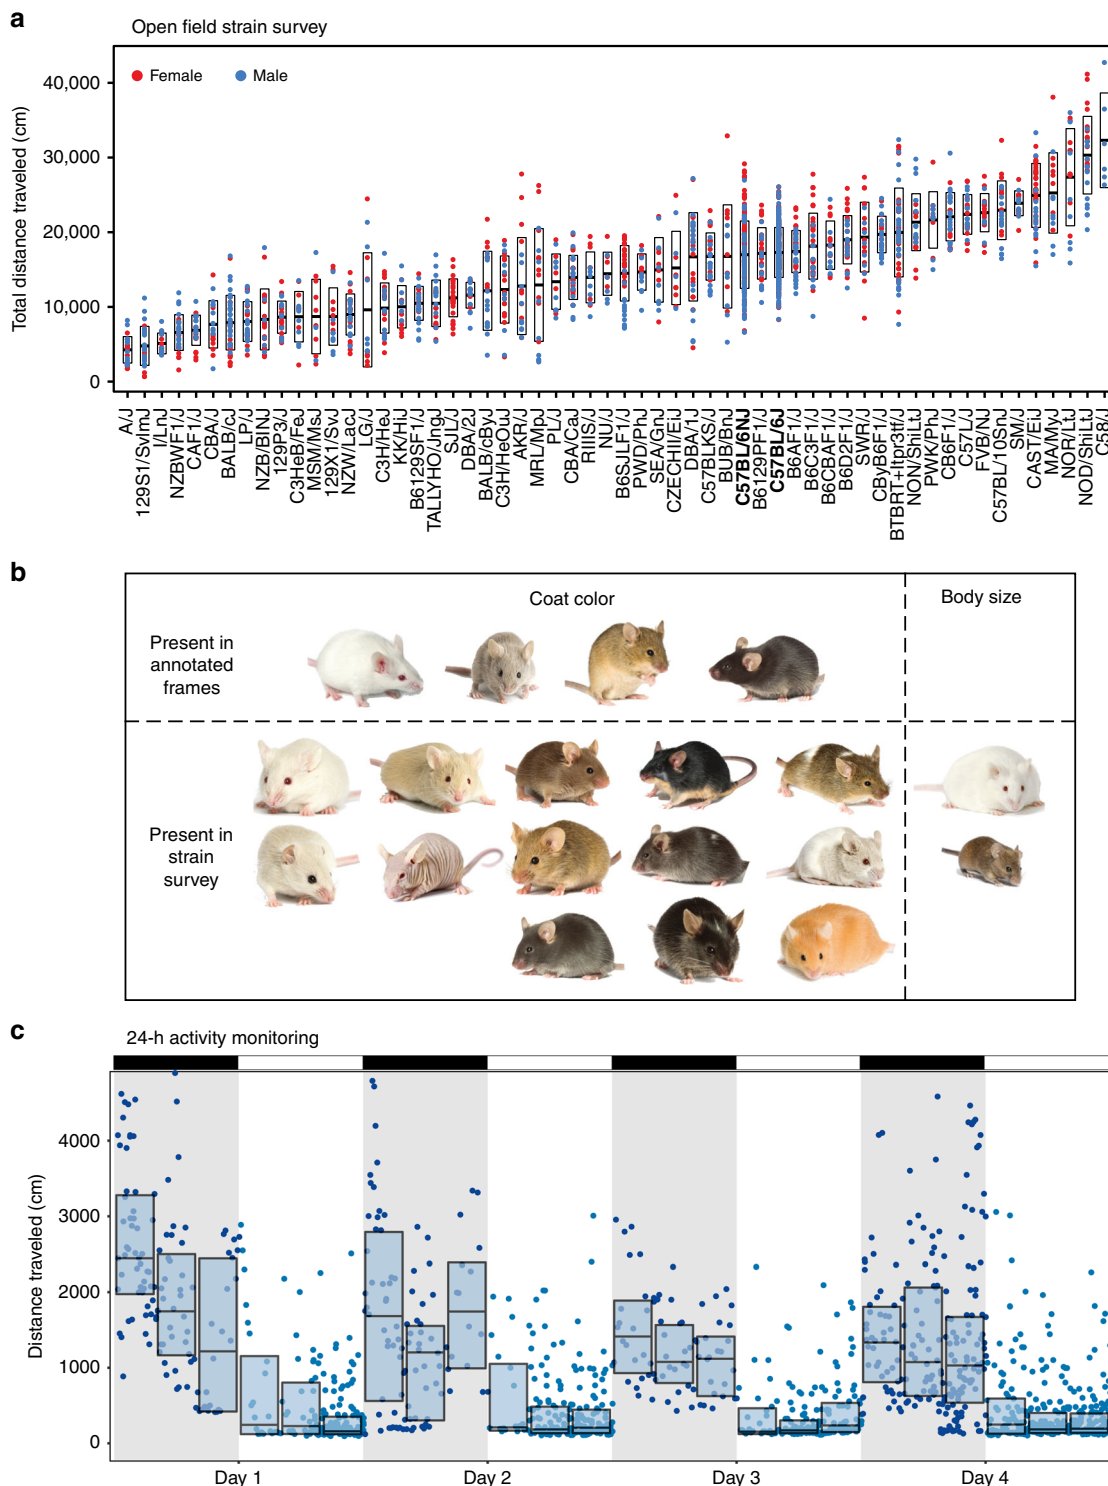 a
Open field strain survey
Female
Male
Total distance traveled (cm)
40,000
30,000
20,000
10,000
0
A/J
129S1/SvImJ
I/LnJ
NZBWF1/J
CAF1/J
CBA/J
BALB/cJ
LP/J
NZB/BINJ
129P3/J
C3HeB/FeJ
MSM/MsJ
129X1/SvJ
NZW/LacJ
LG/J
C3H/HeJ
KK/HiJ
B6129SF1/J
TALLYHO/JngJ
SJL/J
DBA/2J
BALB/cByJ
C3H/HeOuJ
AKR/J
MRL/MpJ
PL/J
CBA/CaJ
RIIIS/J
NU/J
B6SJLF1/J
PWD/PhJ
SEA/GnJ
CZECHII/EiJ
DBA/1J
C57BLKS/J
BUB/BnJ
C57BL/6NJ
B6129PF1/J
C57BL/6J
B6AF1/J
B6C3F1/J
B6CBAF1/J
B6D2F1/J
SWR/J
CByB6F1/J
BTBRT+ltpr3tf/J
NON/ShiLtJ
PWK/PhJ
CB6F1/J
C57L/J
FVB/NJ
C57BL/10SnJ
SM/J
CAST/EiJ
MA/MyJ
NOR/LtJ
NOD/ShiLtJ
C58/J
b
Coat color
Body size
Present in
annotated
frames
Present in
strain
survey
c
24-h activity monitoring
Distance traveled (cm)
4000
3000
2000
1000
0
Day 1
Day 2
Day 3
Day 4